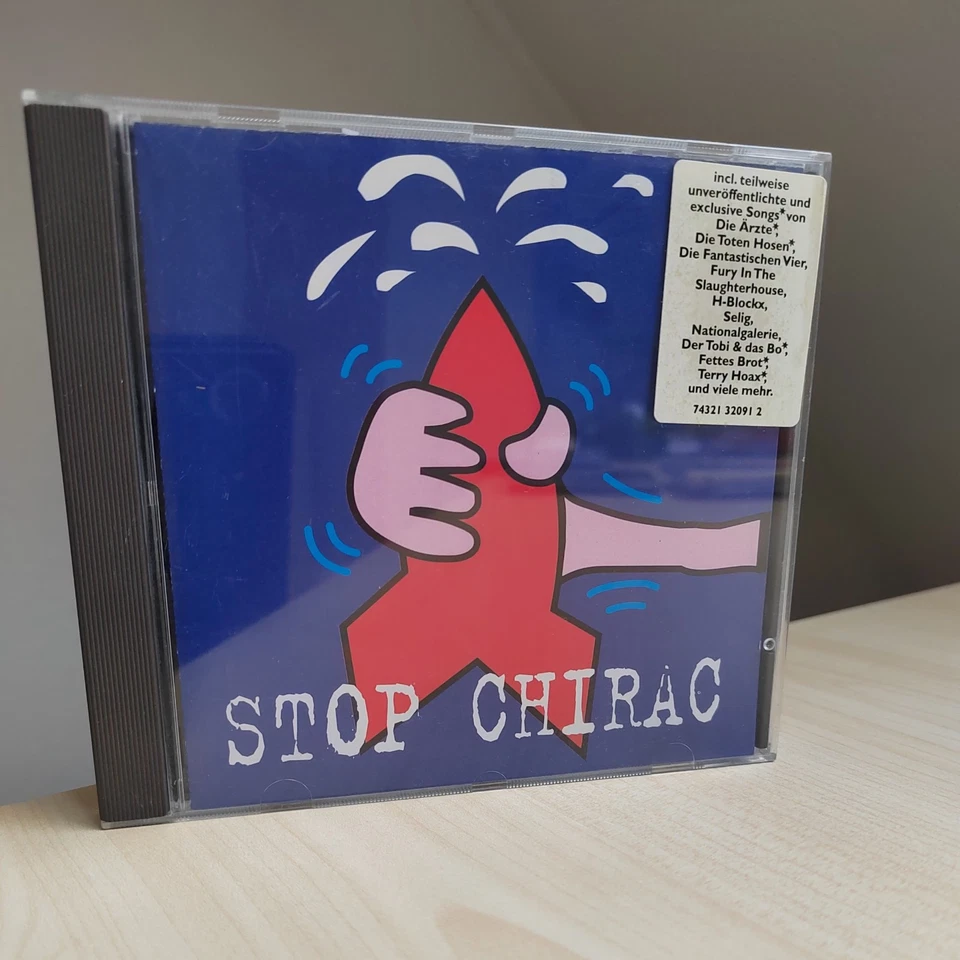 incl. teilweise
unveröffentlichte und
exclusive Songs* von
Die Ärzte*,
Die Toten Hosen*,
Die Fantastischen Vier,
Fury In The
Slaughterhouse,
H-Blockx,
Selig,
Nationalgalerie,
Der Tobi & das Bo*,
Fettes Brot*,
Terry Hoax*,
und viele mehr.
74321 32091 2
STOP CHIRAC